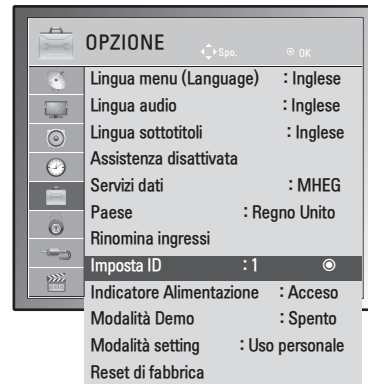 OPZIONE
Spo. OK
Lingua menu (Language) : Inglese
Lingua audio : Inglese
Lingua sottotitoli : Inglese
Assistenza disattivata
Servizi dati : MHEG
Paese : Regno Unito
Rinomina ingressi
Imposta ID : 1
Indicatore Alimentazione : Acceso
Modalità Demo : Spento
Modalità setting : Uso personale
Reset di fabbrica